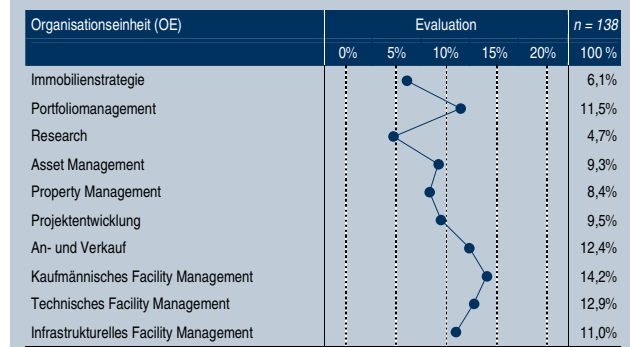 Organisationseinheit (OE) Evaluation n = 138
0% 5% 10% 15% 20% 100 %
Immobilienstrategie 6,1%
Portfoliomanagement 11,5%
Research 4,7%
Asset Management 9,3%
Property Management 8,4%
Projektentwicklung 9,5%
An- und Verkauf 12,4%
Kaufmännisches Facility Management 14,2%
Technisches Facility Management 12,9%
Infrastrukturelles Facility Management 11,0%